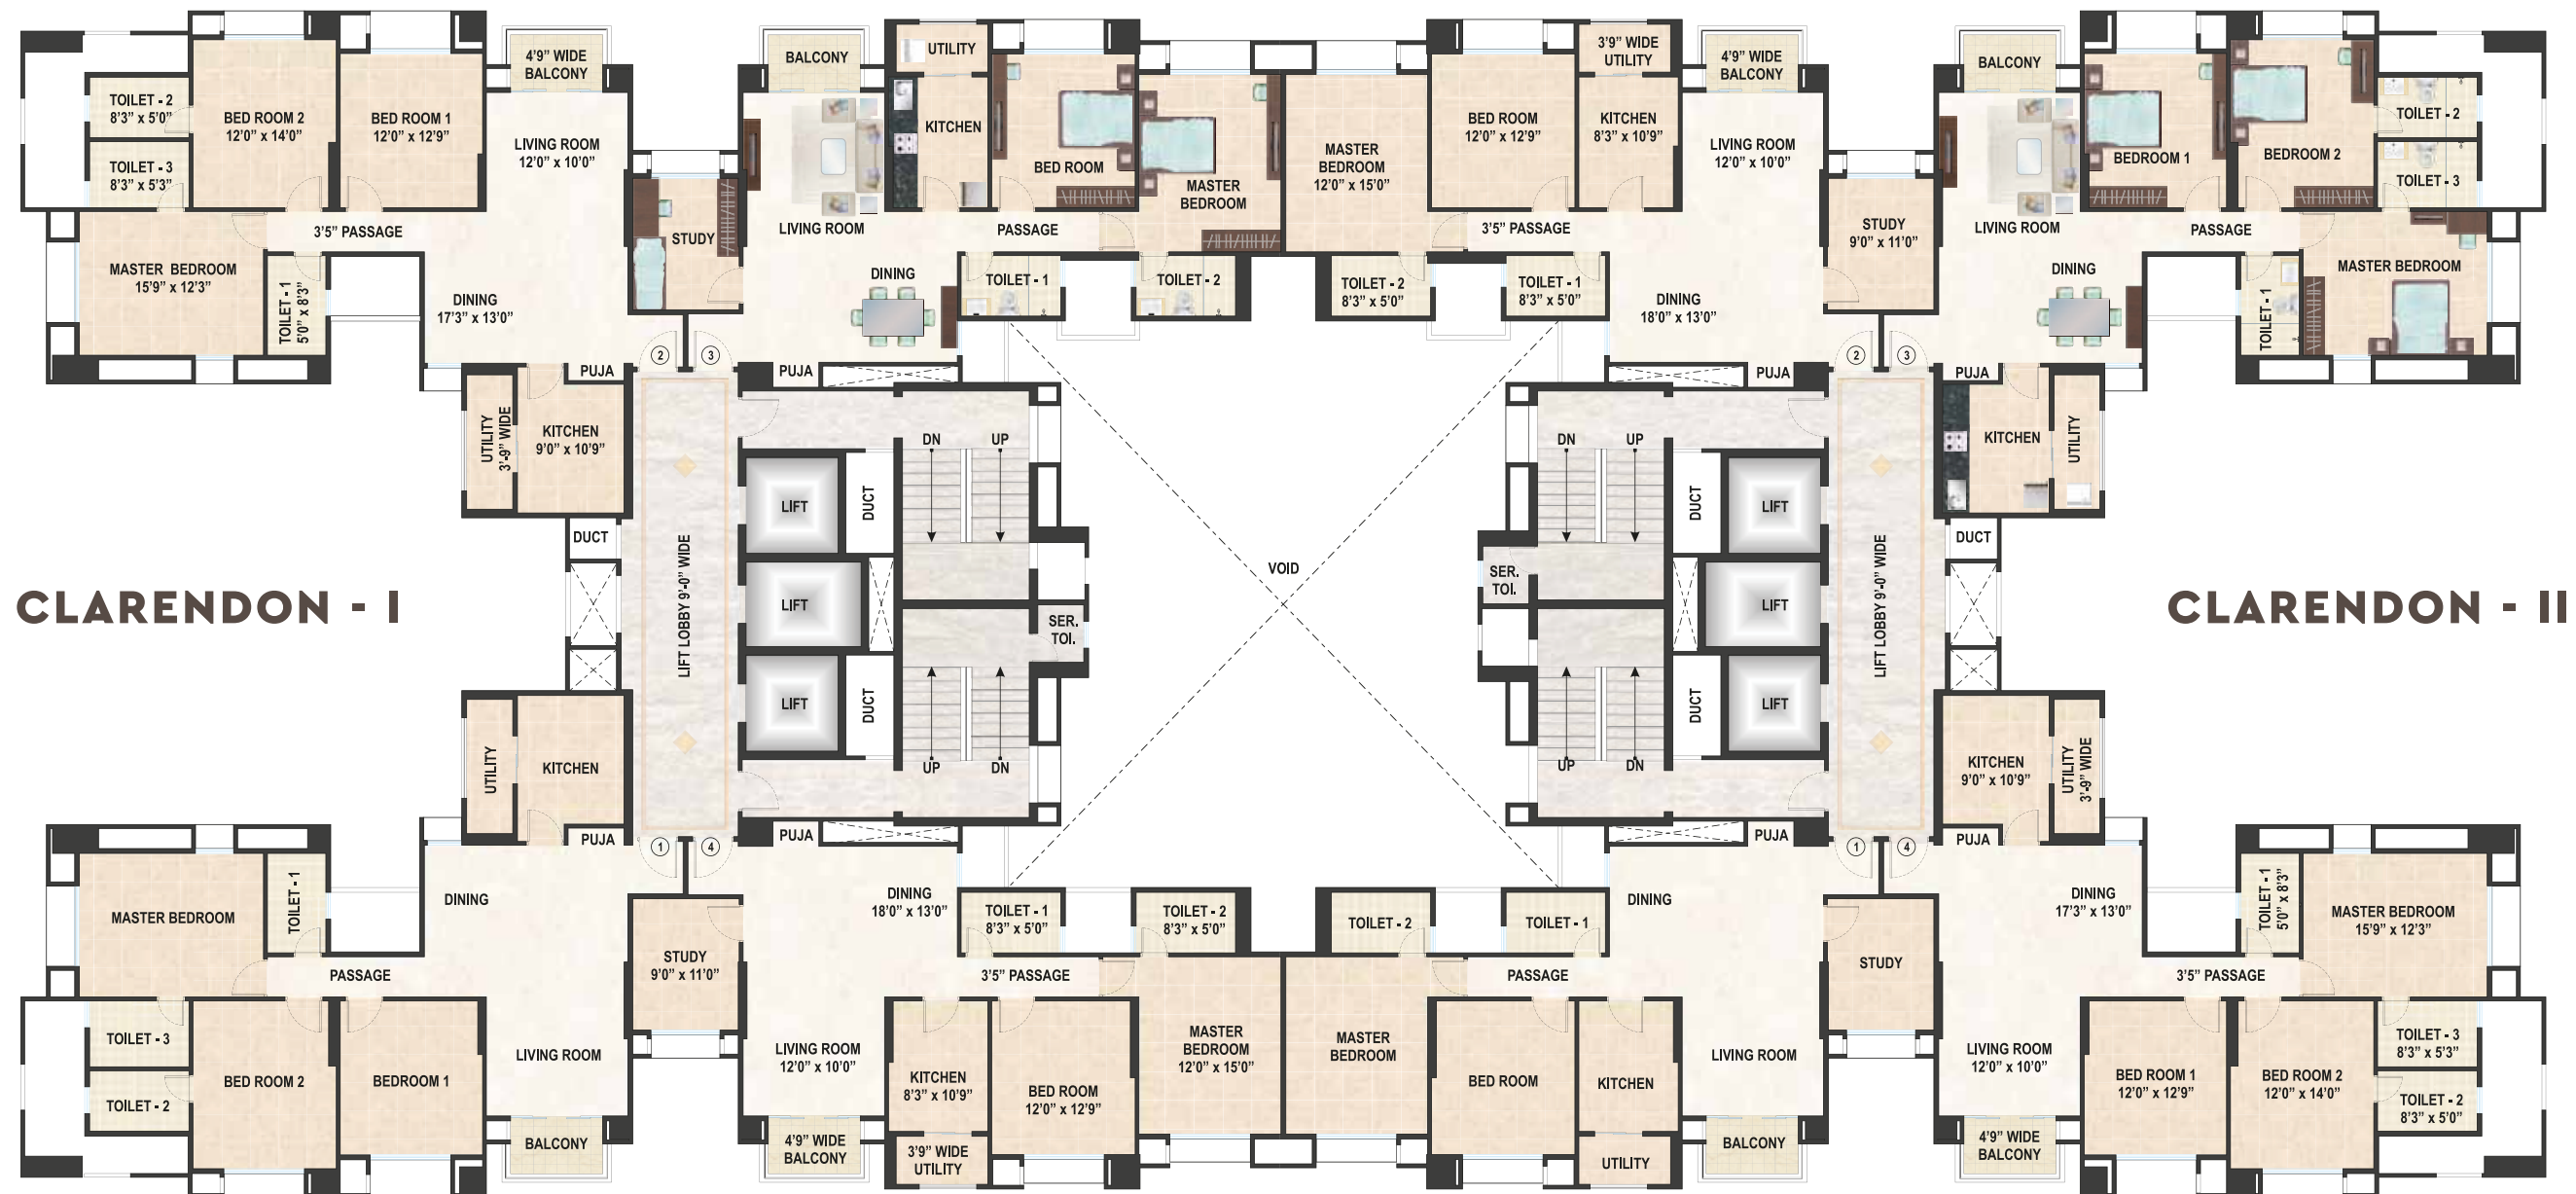 4'9" WIDE
BALCONY
TOILET - 2
8'3" x 5'0"
BED ROOM 2
12'0" x 14'0"
BED ROOM 1
12'0" x 12'9"
LIVING ROOM
12'0" x 10'0"
TOILET - 3
8'3" x 5'3"
3'5" PASSAGE
MASTER BEDROOM
15'9" x 12'3"
TOILET - 1
5'0" x 8'3"
DINING
17'3" x 13'0"
PUJA
UTILITY
3'-9" WIDE
KITCHEN
9'0" x 10'9"
2
3
BALCONY
UTILITY
KITCHEN
BED ROOM
MASTER
BEDROOM
STUDY
LIVING ROOM
PASSAGE
DINING
TOILET - 1
TOILET - 2
PUJA
MASTER
BEDROOM
12'0" x 15'0"
BED ROOM
12'0" x 12'9"
3'9" WIDE
UTILITY
KITCHEN
8'3" x 10'9"
4'9" WIDE
BALCONY
LIVING ROOM
12'0" x 10'0"
3'5" PASSAGE
TOILET - 2
8'3" x 5'0"
TOILET - 1
8'3" x 5'0"
DINING
18'0" x 13'0"
STUDY
9'0" x 11'0"
PUJA
2
3
BALCONY
BEDROOM 1
BEDROOM 2
TOILET - 2
TOILET - 3
LIVING ROOM
PASSAGE
DINING
MASTER BEDROOM
TOILET - 1
PUJA
KITCHEN
UTILITY
DN
UP
LIFT
DUCT
DUCT
LIFT LOBBY 9'-0" WIDE
LIFT
SER.
TOI.
LIFT
DUCT
UP
DN
VOID
DN
UP
DUCT
LIFT
SER.
TOI.
LIFT
LIFT LOBBY 9'-0" WIDE
DUCT
DUCT
LIFT
UP
DN
CLARENDON - I
CLARENDON - II
UTILITY
KITCHEN
PUJA
1
4
MASTER BEDROOM
TOILET - 1
DINING
PASSAGE
TOILET - 3
TOILET - 2
BED ROOM 2
BEDROOM 1
LIVING ROOM
BALCONY
PUJA
DINING
18'0" x 13'0"
TOILET - 1
8'3" x 5'0"
TOILET - 2
8'3" x 5'0"
STUDY
9'0" x 11'0"
3'5" PASSAGE
LIVING ROOM
12'0" x 10'0"
KITCHEN
8'3" x 10'9"
BED ROOM
12'0" x 12'9"
MASTER
BEDROOM
12'0" x 15'0"
4'9" WIDE
BALCONY
3'9" WIDE
UTILITY
PUJA
1
4
TOILET - 2
TOILET - 1
DINING
PASSAGE
STUDY
MASTER
BEDROOM
BED ROOM
KITCHEN
LIVING ROOM
BALCONY
UTILITY
KITCHEN
9'0" x 10'9"
UTILITY
3'-9" WIDE
PUJA
DINING
17'3" x 13'0"
TOILET - 1
5'0" x 8'3"
MASTER BEDROOM
15'9" x 12'3"
3'5" PASSAGE
LIVING ROOM
12'0" x 10'0"
BED ROOM 1
12'0" x 12'9"
BED ROOM 2
12'0" x 14'0"
TOILET - 3
8'3" x 5'3"
TOILET - 2
8'3" x 5'0"
4'9" WIDE
BALCONY